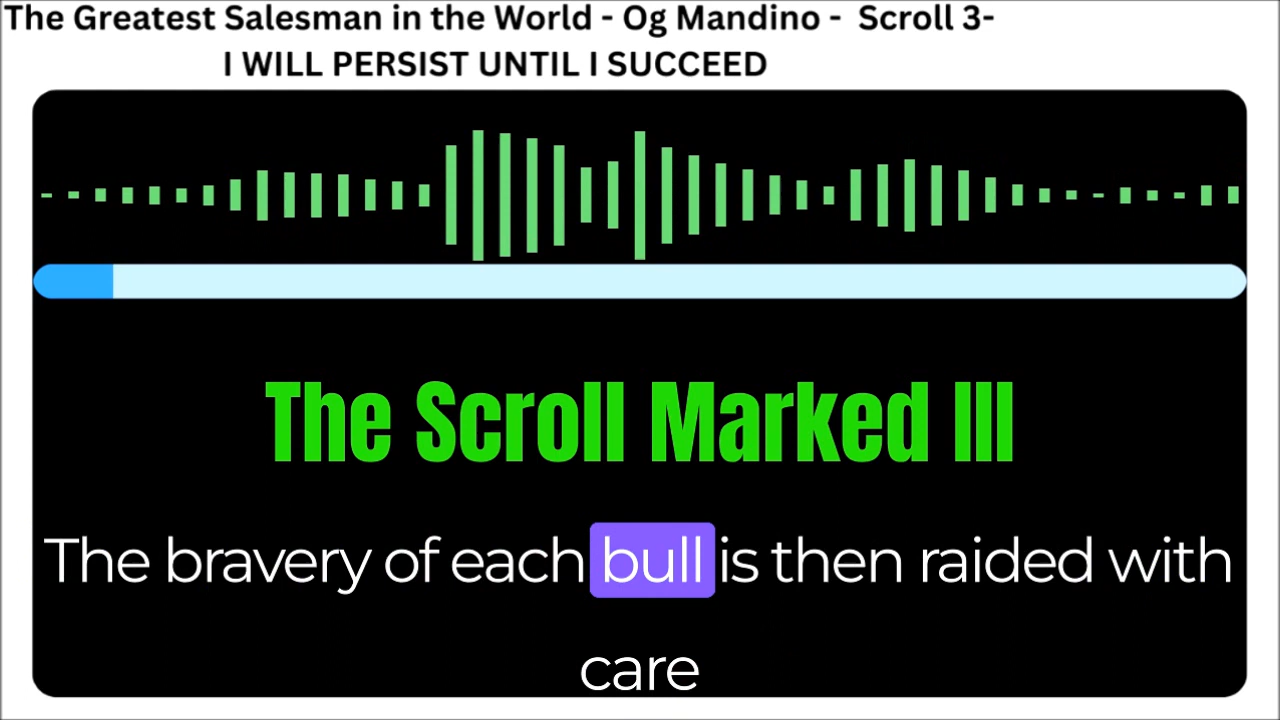 The Greatest Salesman in the World - Og Mandino - Scroll 3-
I WILL PERSIST UNTIL I SUCCEED
The Scroll Marked III
The bravery of each bull is then raided with
care